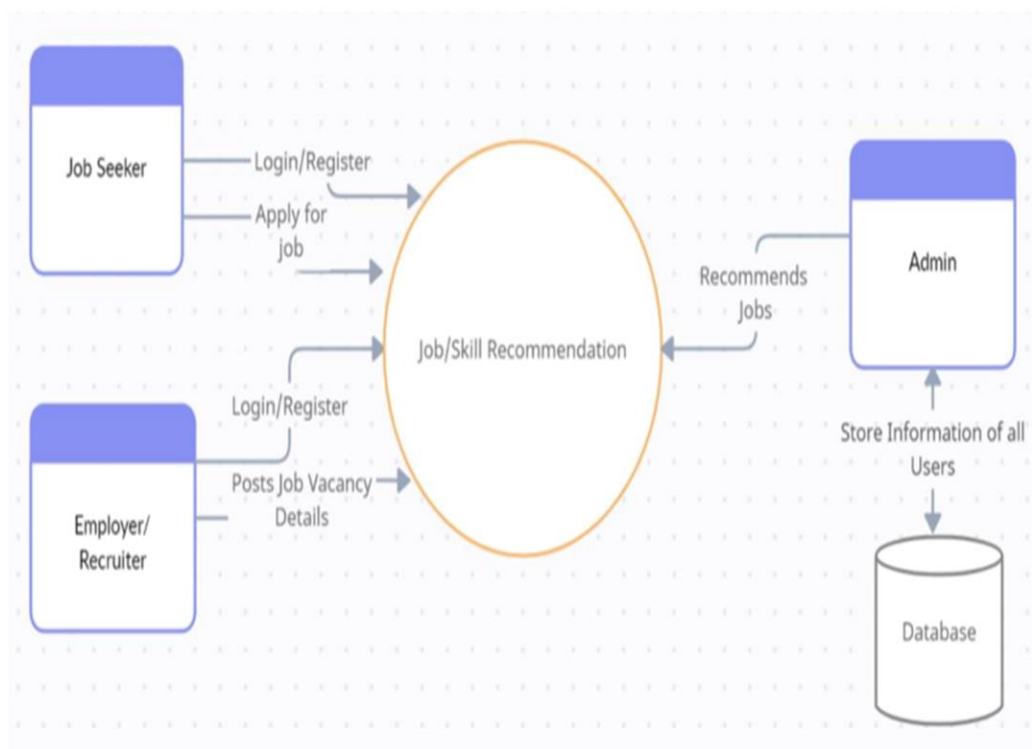 Job Seeker
Login/Register
Apply for
job
Job/Skill Recommendation
Recommends
Jobs
Admin
Login/Register
Posts Job Vacancy
Details
Employer/
Recruiter
Store Information of all
Users
Database